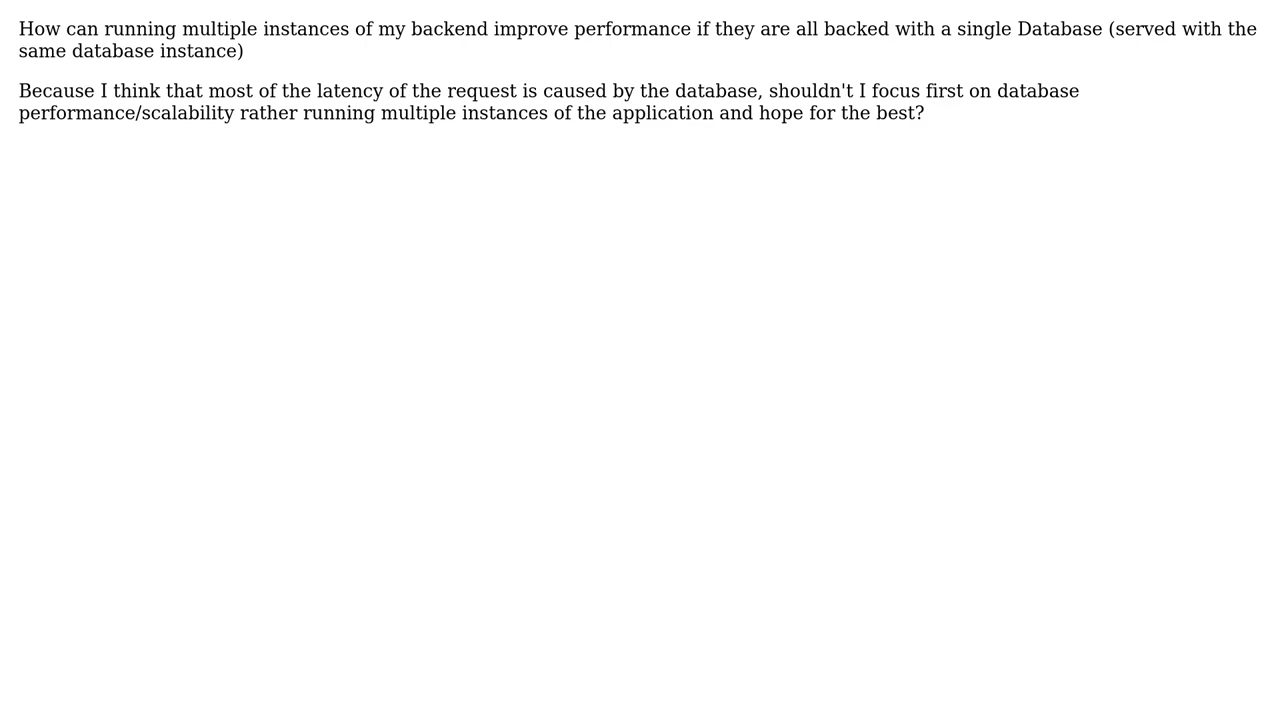 How can running multiple instances of my backend improve performance if they are all backed with a single Database (served with the
same database instance)
Because I think that most of the latency of the request is caused by the database, shouldn't I focus first on database
performance/scalability rather running multiple instances of the application and hope for the best?